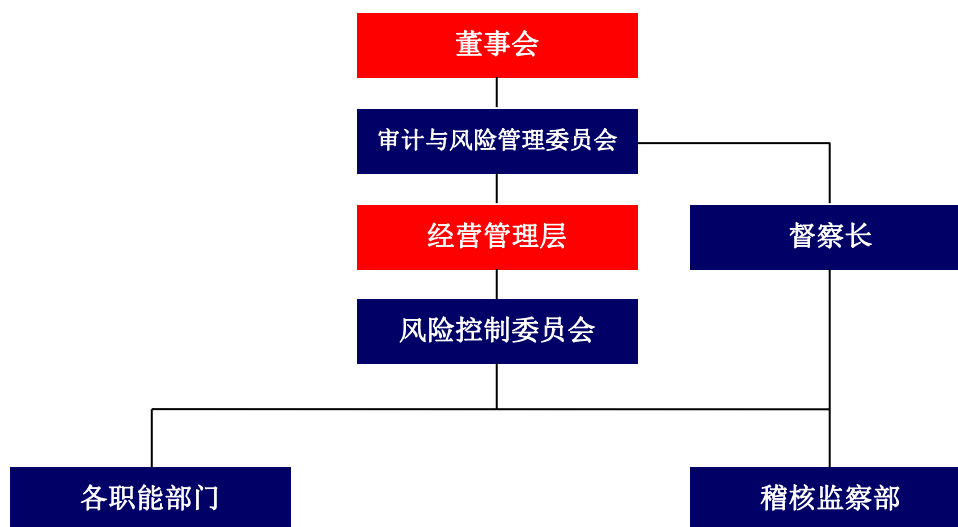 董事会
审计与风险管理委员会
经营管理层
督察长
风险控制委员会
各职能部门
稽核监察部